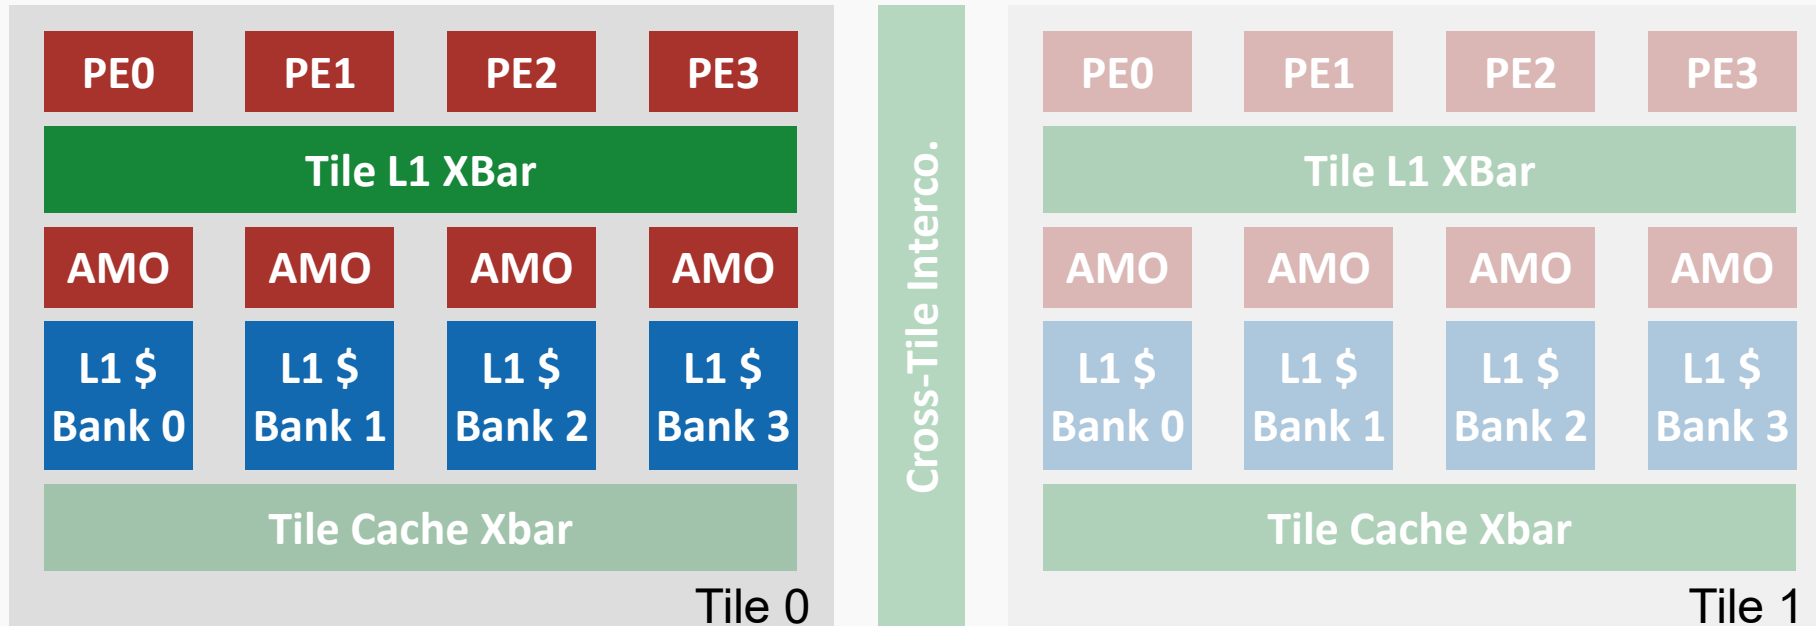 PE0 PE1 PE2 PE3
Tile L1 XBar
AMO AMO AMO AMO
L1 $ L1 $ L1 $ L1 $
Bank 0 Bank 1 Bank 2 Bank 3
Tile Cache Xbar
Tile 0
Cross-Tile Interco.
PE0 PE1 PE2 PE3
Tile L1 XBar
AMO AMO AMO AMO
L1 $ L1 $ L1 $ L1 $
Bank 0 Bank 1 Bank 2 Bank 3
Tile Cache Xbar
Tile 1